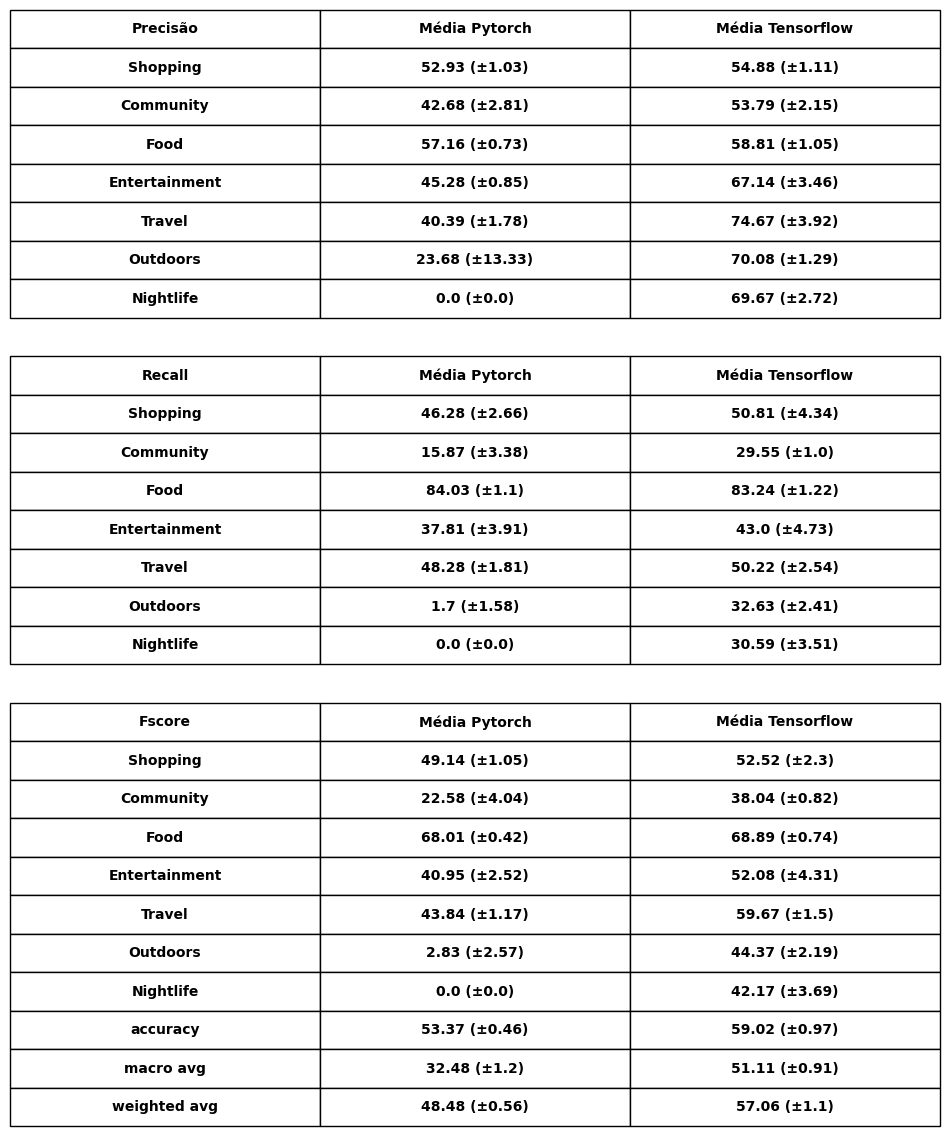 Precisão Média Pytorch Média Tensorflow
Shopping 52.93 (±1.03) 54.88 (±1.11)
Community 42.68 (±2.81) 53.79 (±2.15)
Food 57.16 (±0.73) 58.81 (±1.05)
Entertainment 45.28 (±0.85) 67.14 (±3.46)
Travel 40.39 (±1.78) 74.67 (±3.92)
Outdoors 23.68 (±13.33) 70.08 (±1.29)
Nightlife 0.0 (±0.0) 69.67 (±2.72)
Recall Média Pytorch Média Tensorflow
Shopping 46.28 (±2.66) 50.81 (±4.34)
Community 15.87 (±3.38) 29.55 (±1.0)
Food 84.03 (±1.1) 83.24 (±1.22)
Entertainment 37.81 (±3.91) 43.0 (±4.73)
Travel 48.28 (±1.81) 50.22 (±2.54)
Outdoors 1.7 (±1.58) 32.63 (±2.41)
Nightlife 0.0 (±0.0) 30.59 (±3.51)
Fscore Média Pytorch Média Tensorflow
Shopping 49.14 (±1.05) 52.52 (±2.3)
Community 22.58 (±4.04) 38.04 (±0.82)
Food 68.01 (±0.42) 68.89 (±0.74)
Entertainment 40.95 (±2.52) 52.08 (±4.31)
Travel 43.84 (±1.17) 59.67 (±1.5)
Outdoors 2.83 (±2.57) 44.37 (±2.19)
Nightlife 0.0 (±0.0) 42.17 (±3.69)
accuracy 53.37 (±0.46) 59.02 (±0.97)
macro avg 32.48 (±1.2) 51.11 (±0.91)
weighted avg 48.48 (±0.56) 57.06 (±1.1)